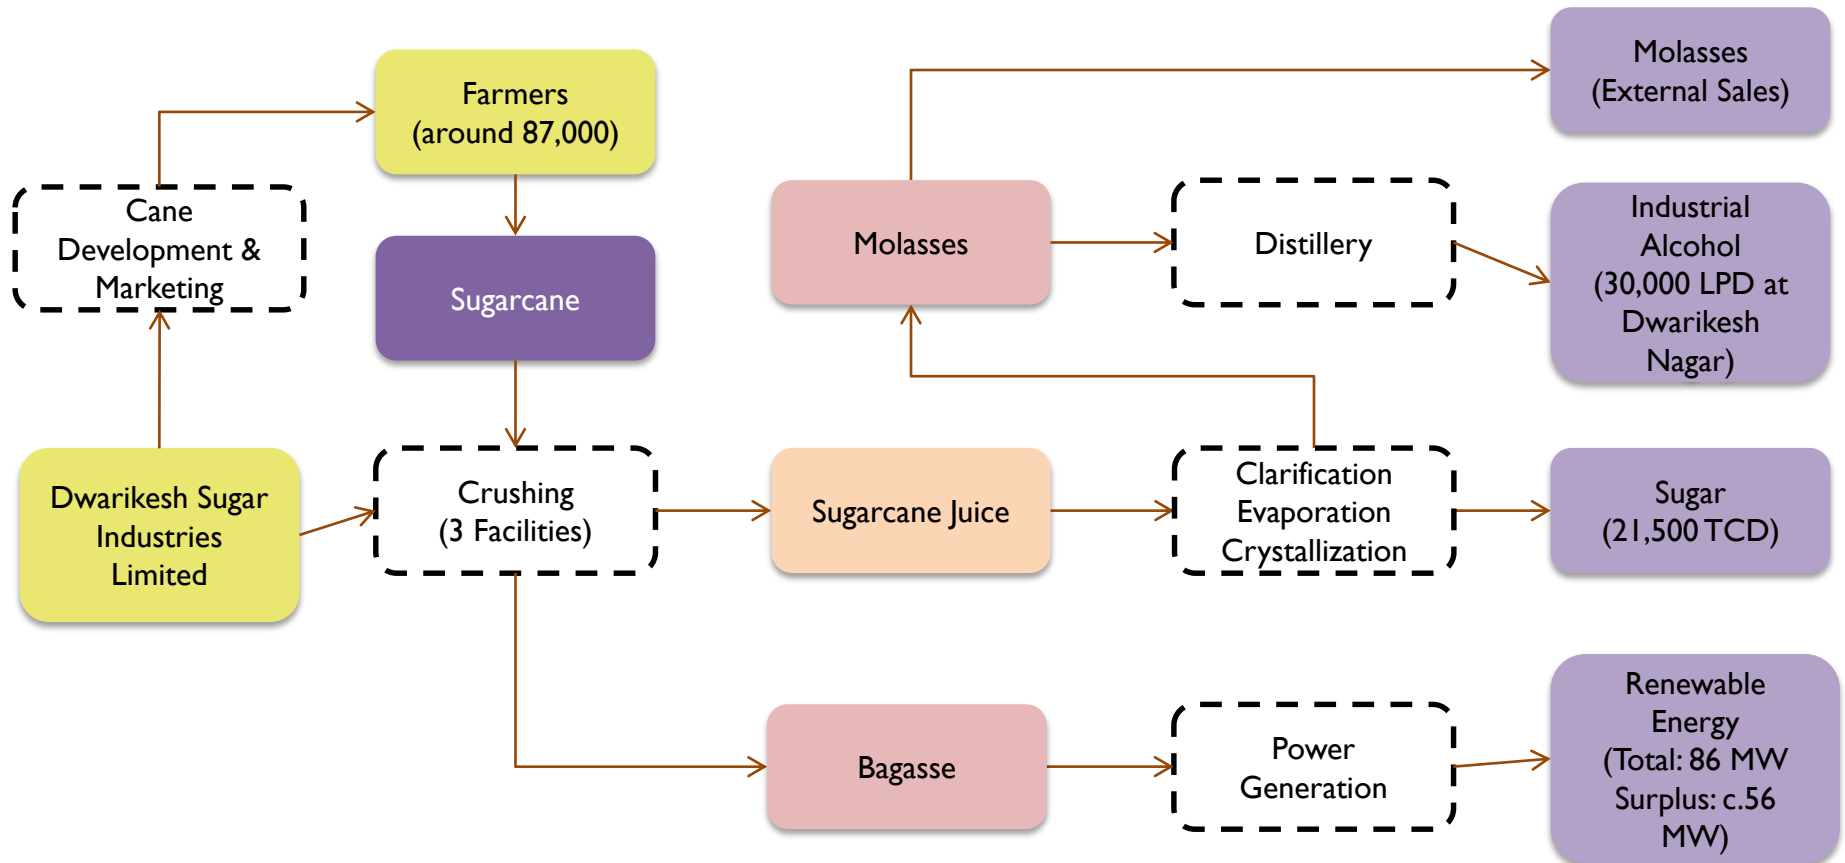 Farmers
(around 87,000)
Cane
Development &
Marketing
Sugarcane
Dwarikesh Sugar
Industries
Limited
Crushing
(3 Facilities)
Sugarcane Juice
Clarification
Evaporation
Crystallization
Sugar
(21,500 TCD)
Molasses
Distillery
Molasses
(External Sales)
Industrial
Alcohol
(30,000 LPD at
Dwarikesh
Nagar)
Bagasse
Power
Generation
Renewable
Energy
(Total: 86 MW
Surplus: c.56
MW)